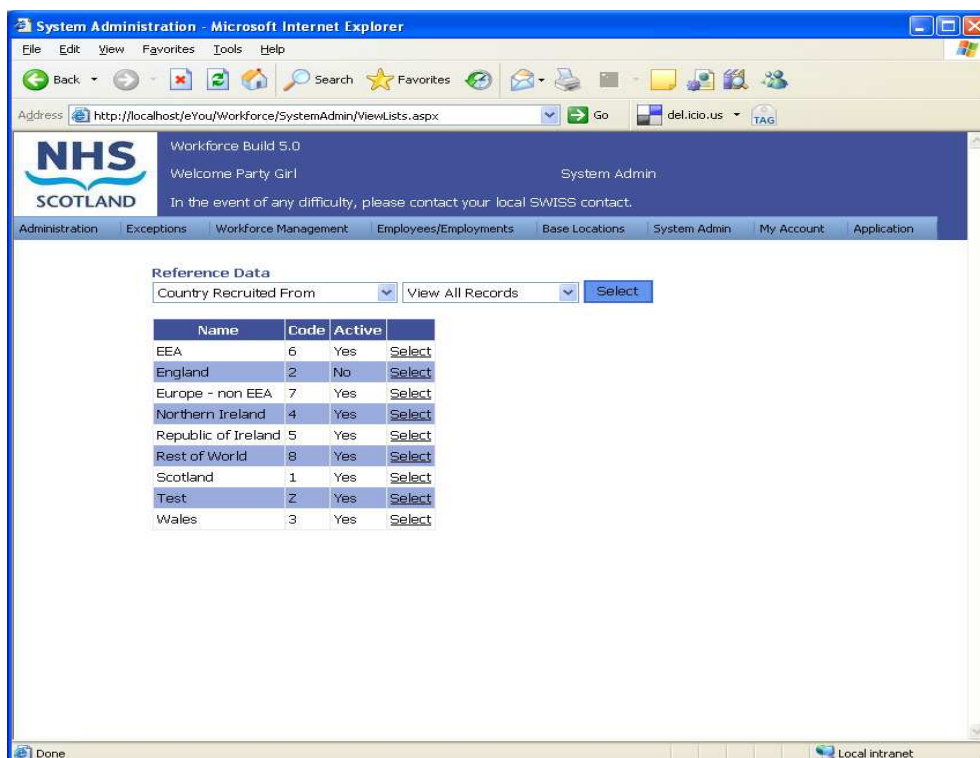 System Administration - Microsoft Internet Explorer
File Edit View Favorites Tools Help
Back Search Favorites
Address http://localhost/eYou/Workforce/SystemAdmin/ViewLists.aspx Go del.icio.us TAG
NHS
SCOTLAND
Workforce Build 5.0
Welcome Party Girl System Admin
In the event of any difficulty, please contact your local SWISS contact.
Administration Exceptions Workforce Management Employees/Employments Base Locations System Admin My Account Application
Reference Data
Country Recruited From View All Records Select
Name Code Active
EEA 6 Yes Select
England 2 No Select
Europe - non EEA 7 Yes Select
Northern Ireland 4 Yes Select
Republic of Ireland 5 Yes Select
Rest of World 8 Yes Select
Scotland 1 Yes Select
Test Z Yes Select
Wales 3 Yes Select
Done Local intranet